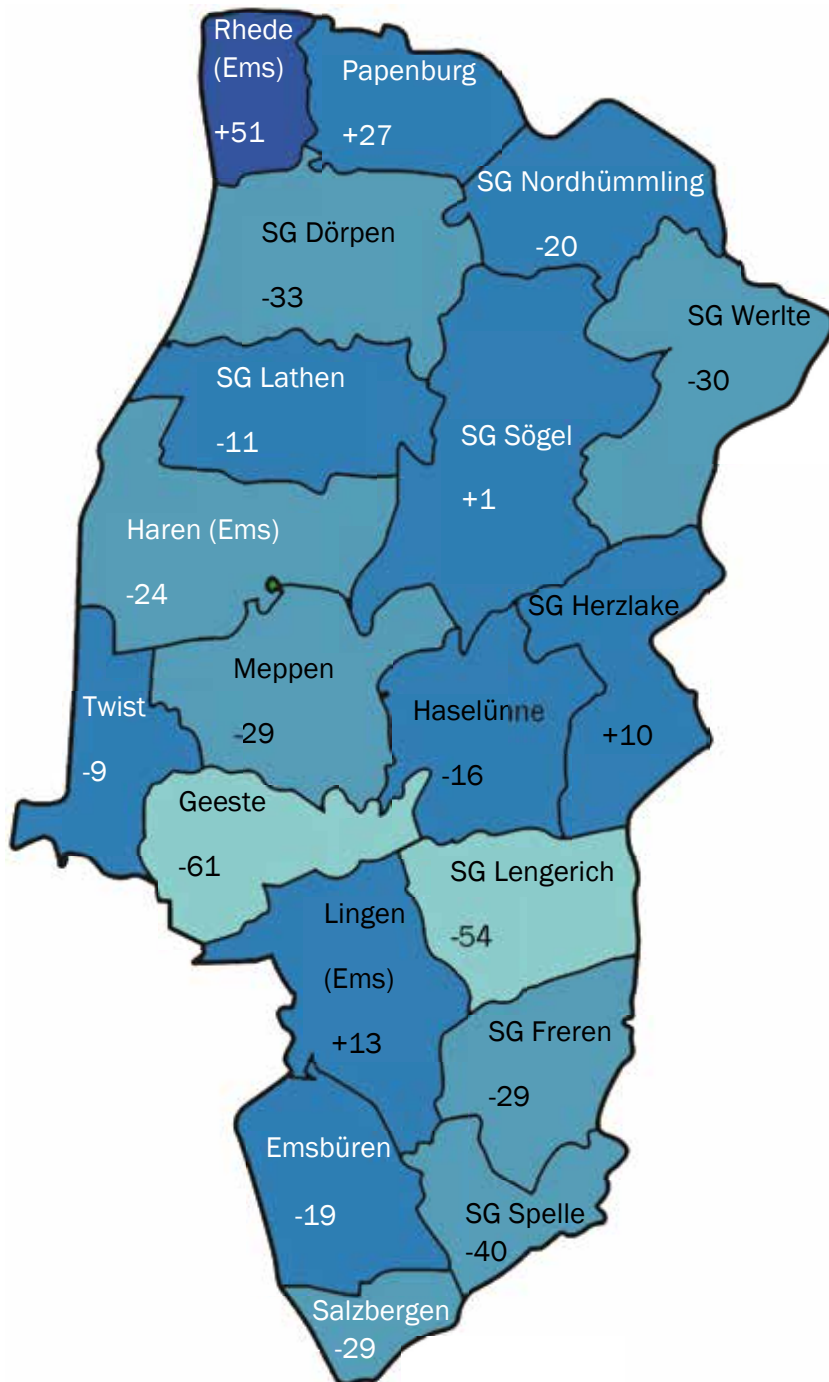 Rhede
(Ems)
+51
Papenburg
+27
SG Nordhümmling
-20
SG Dörpen
-33
SG Werlte
-30
SG Lathen
-11
SG Sögel
+1
Haren (Ems)
-24
SG Herzlake
+10
Meppen
-29
Haselünne
-16
Twist
-9
Geeste
-61
SG Lengerich
-54
Lingen
(Ems)
+13
SG Freren
-29
Emsbüren
-19
SG Spelle
-40
Salzbergen
-29